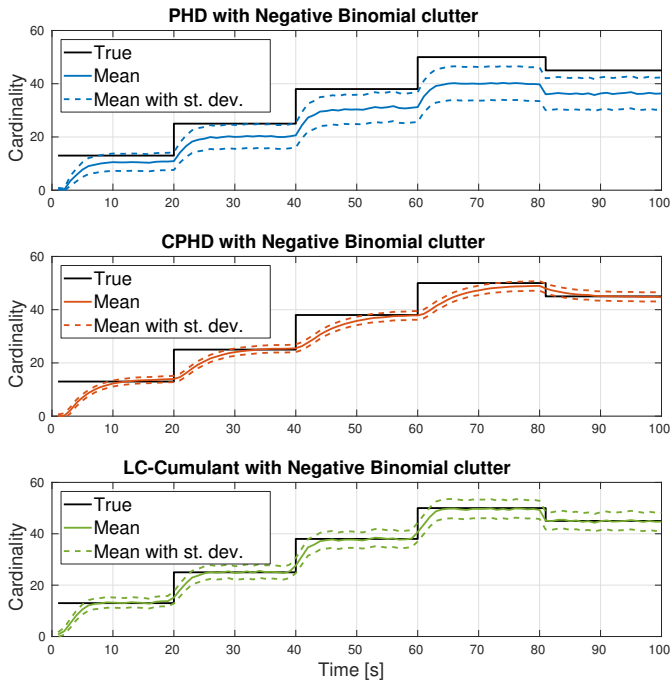 PHD with Negative Binomial clutter
60
40
20
0
Cardinality
True
Mean
Mean with st. dev.
0 10 20 30 40 50 60 70 80 90 100
CPHD with Negative Binomial clutter
60
40
20
0
Cardinality
True
Mean
Mean with st. dev.
0 10 20 30 40 50 60 70 80 90 100
LC-Cumulant with Negative Binomial clutter
60
40
20
0
Cardinality
True
Mean
Mean with st. dev.
0 10 20 30 40 50 60 70 80 90 100
Time [s]